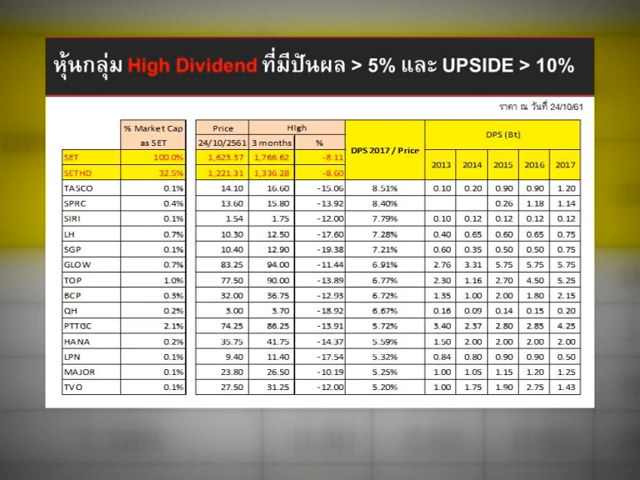 หุ้นกลุ่ม High Dividend ที่มีปันผล > 5% และ UPSIDE > 10%
ราคา ณ วันที่ 24/10/61
% Market Cap as SET Price 24/10/2561 High 3 months % DPS 2017 / Price DPS (Bt) 2013 2014 2015 2016 2017
SET 100.0% 1,623.37 1,766.62 -8.11
SETHD 32.5% 1,221.31 1,336.28 -8.60
TASCO 0.1% 14.10 16.60 -15.06 8.51% 0.10 0.20 0.90 0.90 1.20
SPRC 0.4% 13.60 15.80 -13.92 8.40% 0.26 1.18 1.14
SIRI 0.1% 1.54 1.75 -12.00 7.79% 0.10 0.12 0.12 0.12 0.12
LH 0.7% 10.30 12.50 -17.60 7.28% 0.40 0.65 0.60 0.65 0.75
SGP 0.1% 10.40 12.90 -19.38 7.21% 0.60 0.35 0.50 0.50 0.75
GLOW 0.7% 83.25 94.00 -11.44 6.91% 2.76 3.31 5.75 5.75 5.75
TOP 1.0% 77.50 90.00 -13.89 6.77% 2.30 1.16 2.70 4.50 5.25
BCP 0.3% 32.00 36.75 -12.93 6.72% 1.35 1.00 2.00 1.80 2.15
QH 0.2% 3.00 3.70 -18.92 6.67% 0.16 0.09 0.14 0.15 0.20
PTTGC 2.1% 74.25 86.25 -13.91 5.72% 3.40 2.37 2.80 2.85 4.25
HANA 0.2% 35.75 41.75 -14.37 5.59% 1.50 2.00 2.00 2.00 2.00
LPN 0.1% 9.40 11.40 -17.54 5.32% 0.84 0.80 0.90 0.90 0.50
MAJOR 0.1% 23.80 26.50 -10.19 5.25% 1.00 1.05 1.15 1.20 1.25
TVO 0.1% 27.50 31.25 -12.00 5.20% 1.00 1.75 1.90 2.75 1.43